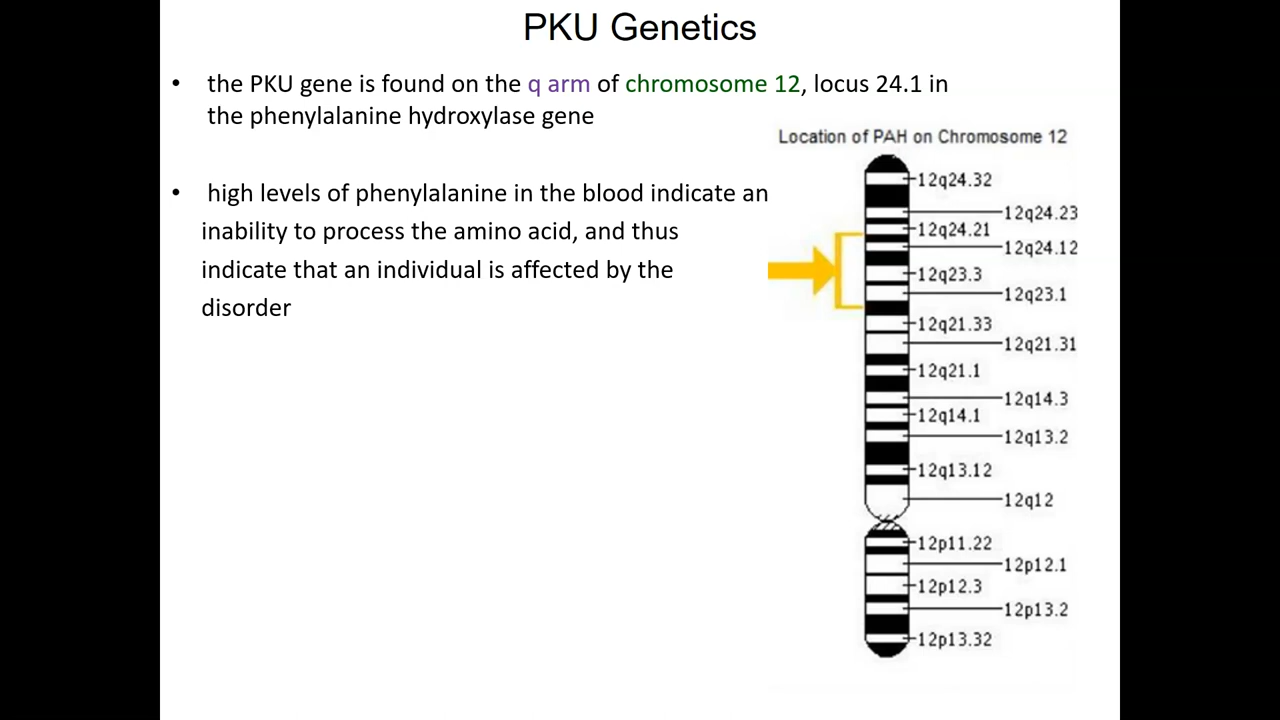 PKU Genetics
• the PKU gene is found on the q arm of chromosome 12, locus 24.1 in
the phenylalanine hydroxylase gene
• high levels of phenylalanine in the blood indicate an
inability to process the amino acid, and thus
indicate that an individual is affected by the
disorder
Location of PAH on Chromosome 12
12q24.32
12q24.23
12q24.21
12q24.12
12q23.3
12q23.1
12q21.33
12q21.31
12q21.1
12q14.3
12q14.1
12q13.2
12q13.12
12q12
12p11.22
12p12.1
12p12.3
12p13.2
12p13.32